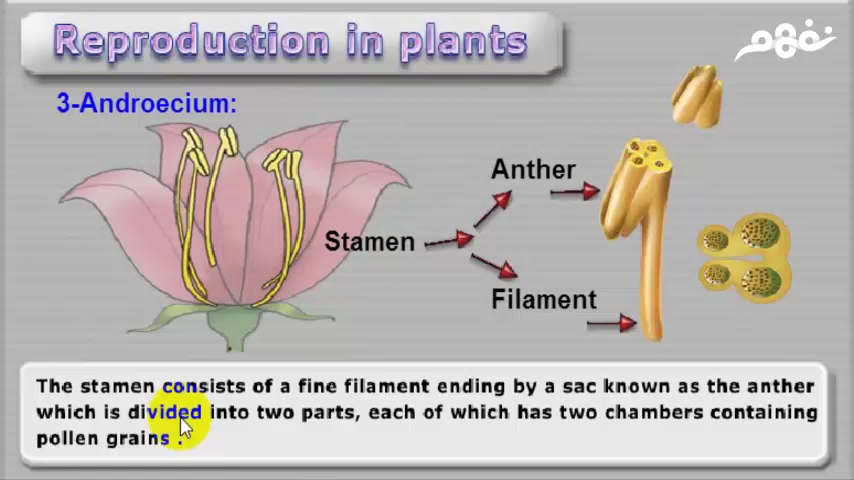 Reproduction in plants
نفهم
3-Androecium:
Anther
Stamen
Filament
The stamen consists of a fine filament ending by a sac known as the anther
which is divided into two parts, each of which has two chambers containing
pollen grains .